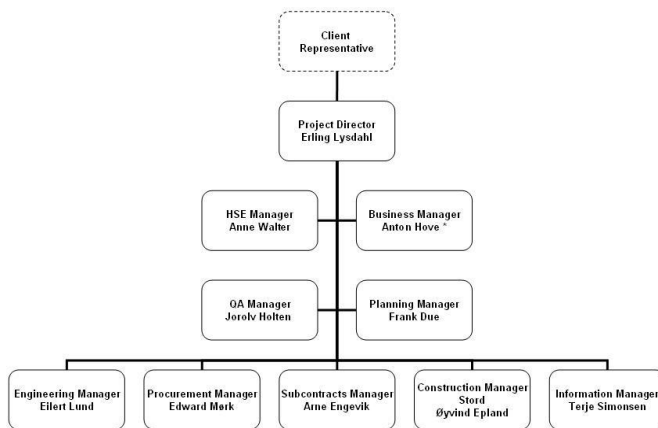 Client
Representative
Project Director
Erling Lysdahl
HSE Manager
Anne Walter
Business Manager
Anton Hove *
QA Manager
Jorolv Holten
Planning Manager
Frank Due
Engineering Manager
Eilert Lund
Procurement Manager
Edward Mørk
Subcontracts Manager
Arne Engevik
Construction Manager
Stord
Øyvind Epland
Information Manager
Terje Simonsen